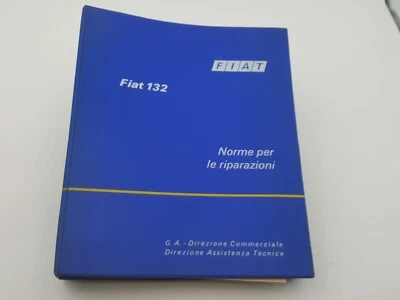 FIAT
Fiat 132
Norme per
le riparazioni
G. A - Direzione Commerciale
Direzione Assistenza Tecnica